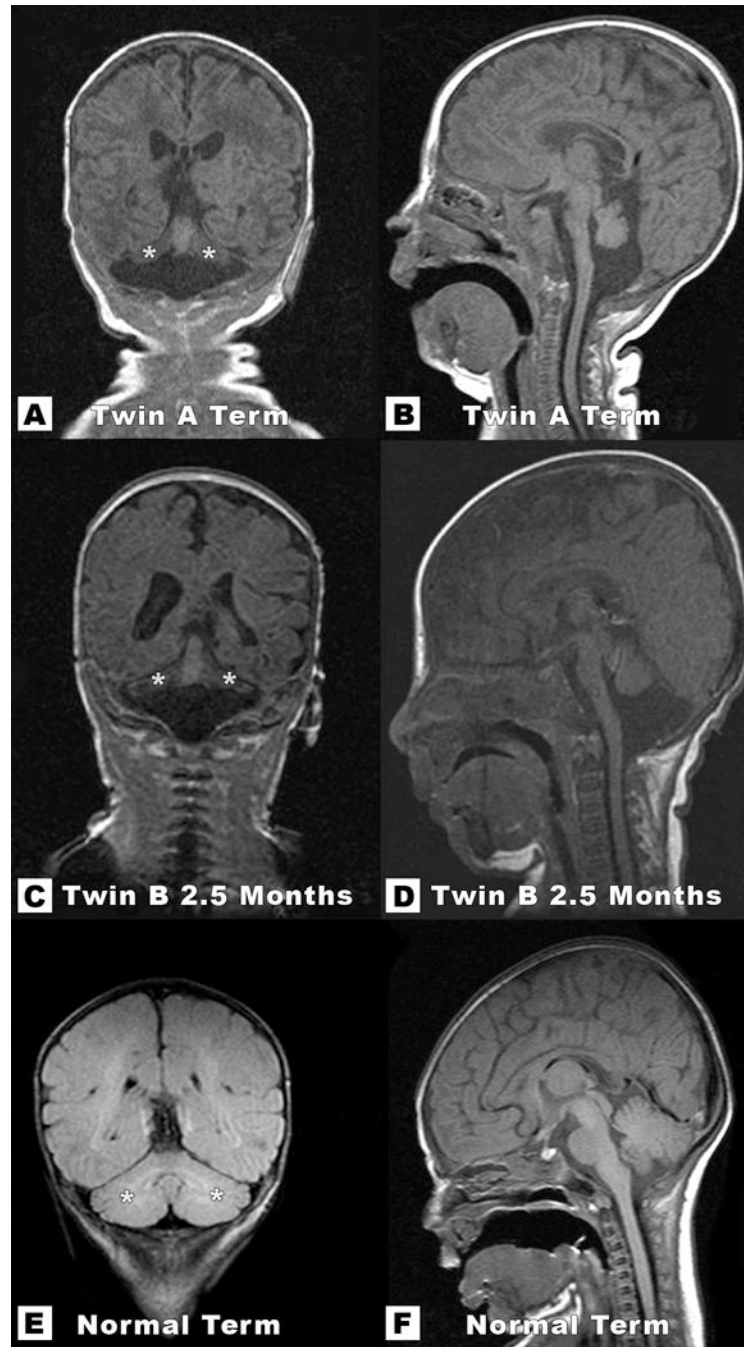 A Twin A Term
B Twin A Term
C Twin B 2.5 Months
D Twin B 2.5 Months
E Normal Term
F Normal Term